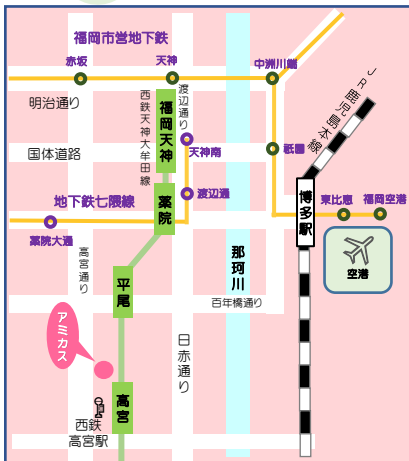 福岡市営地下鉄
赤坂
天神
中洲川端
明治通り
西鉄天神大牟田線
福岡天神
渡辺通り
JR鹿児島本線
国体道路
天神南
祇園
地下鉄七隈線
薬院
渡辺通
博多駅
東比恵
福岡空港
薬院大通
高宮通り
那珂川
空港
平尾
百年橋通り
アミカス
日赤通り
高宮
西鉄
高宮駅